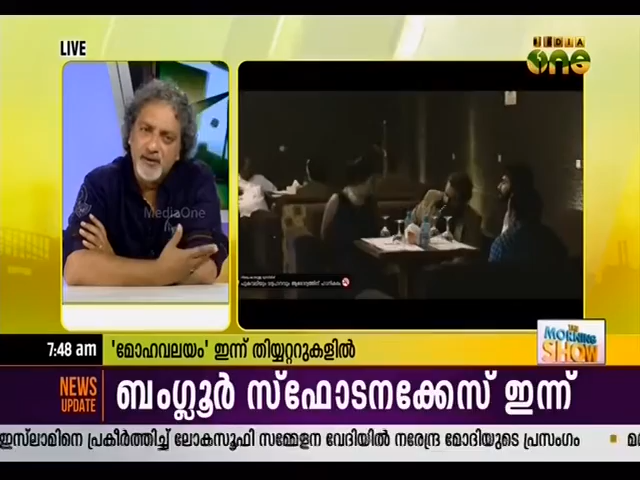 LIVE
MEDIA
one
MediaOne
7:48 am
'മോഹവലയം' ഇന്ന് തിയ്യറ്ററുകളിൽ
THE
MORNING
SHOW
NEWS
UPDATE
ബംഗ്ലൂർ സ്ഫോടനക്കേസ് ഇന്ന്
ഇസ്‌ലാമിനെ പ്രകീർത്തിച്ച് ലോകസൂഫി സമ്മേളന വേദിയിൽ നരേന്ദ്ര മോദിയുടെ പ്രസംഗം